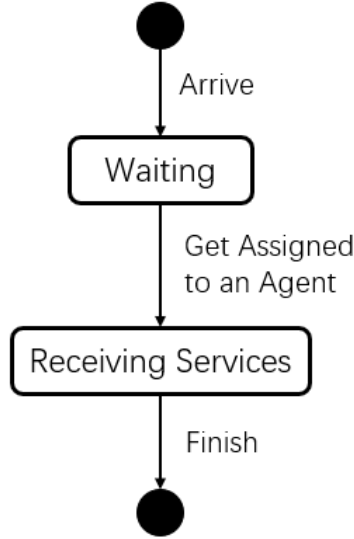 Arrive
Waiting
Get Assigned
to an Agent
Receiving Services
Finish